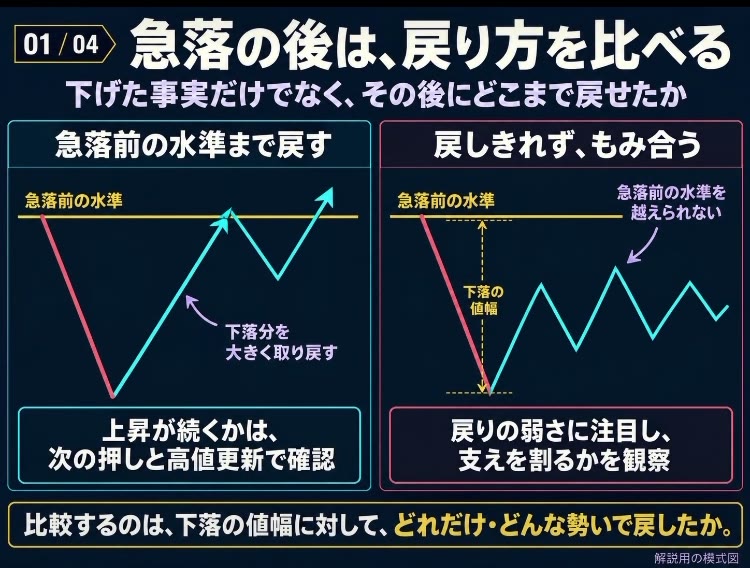 01 / 04
急落の後は、戻り方を比べる
下げた事実だけでなく、その後にどこまで戻せたか
急落前の水準まで戻す
急落前の水準
下落分を
大きく取り戻す
上昇が続くかは、
次の押しと高値更新で確認
戻しきれず、もみ合う
急落前の水準
急落前の水準を
越えられない
下落の
値幅
戻りの弱さに注目し、
支えを割るかを観察
比較するのは、下落の値幅に対して、どれだけ・どんな勢いで戻したか。
解説用の模式図